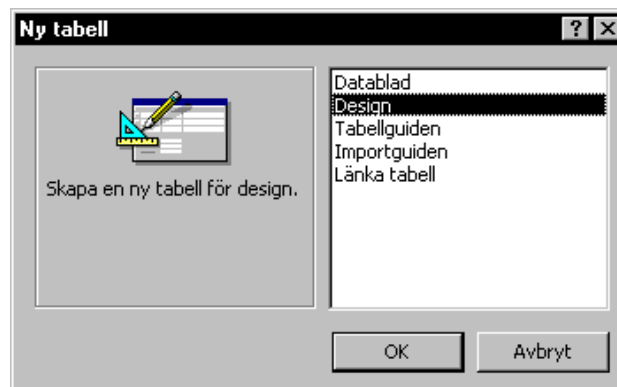 Ny tabell
Skapa en ny tabell för design.
Datablad
Design
Tabellguiden
Importguiden
Länka tabell
OK
Avbryt